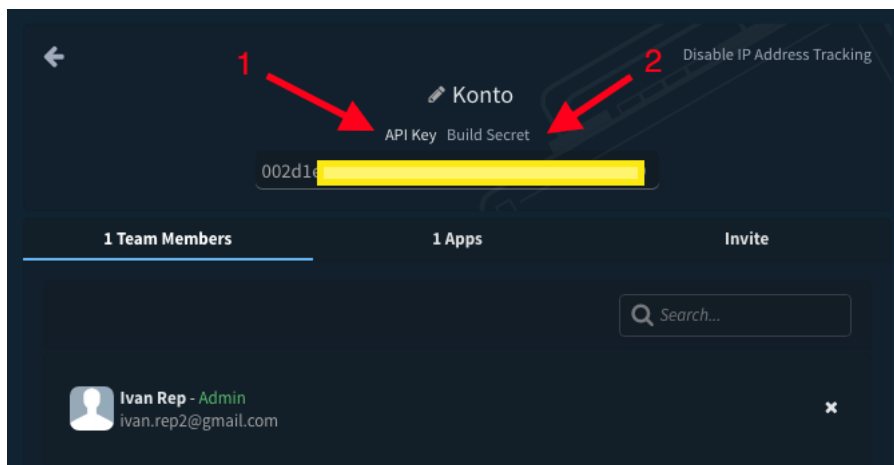 1
2
Disable IP Address Tracking
Konto
API Key Build Secret
002d1e
1 Team Members 1 Apps Invite
Search...
Ivan Rep - Admin
ivan.rep2@gmail.com